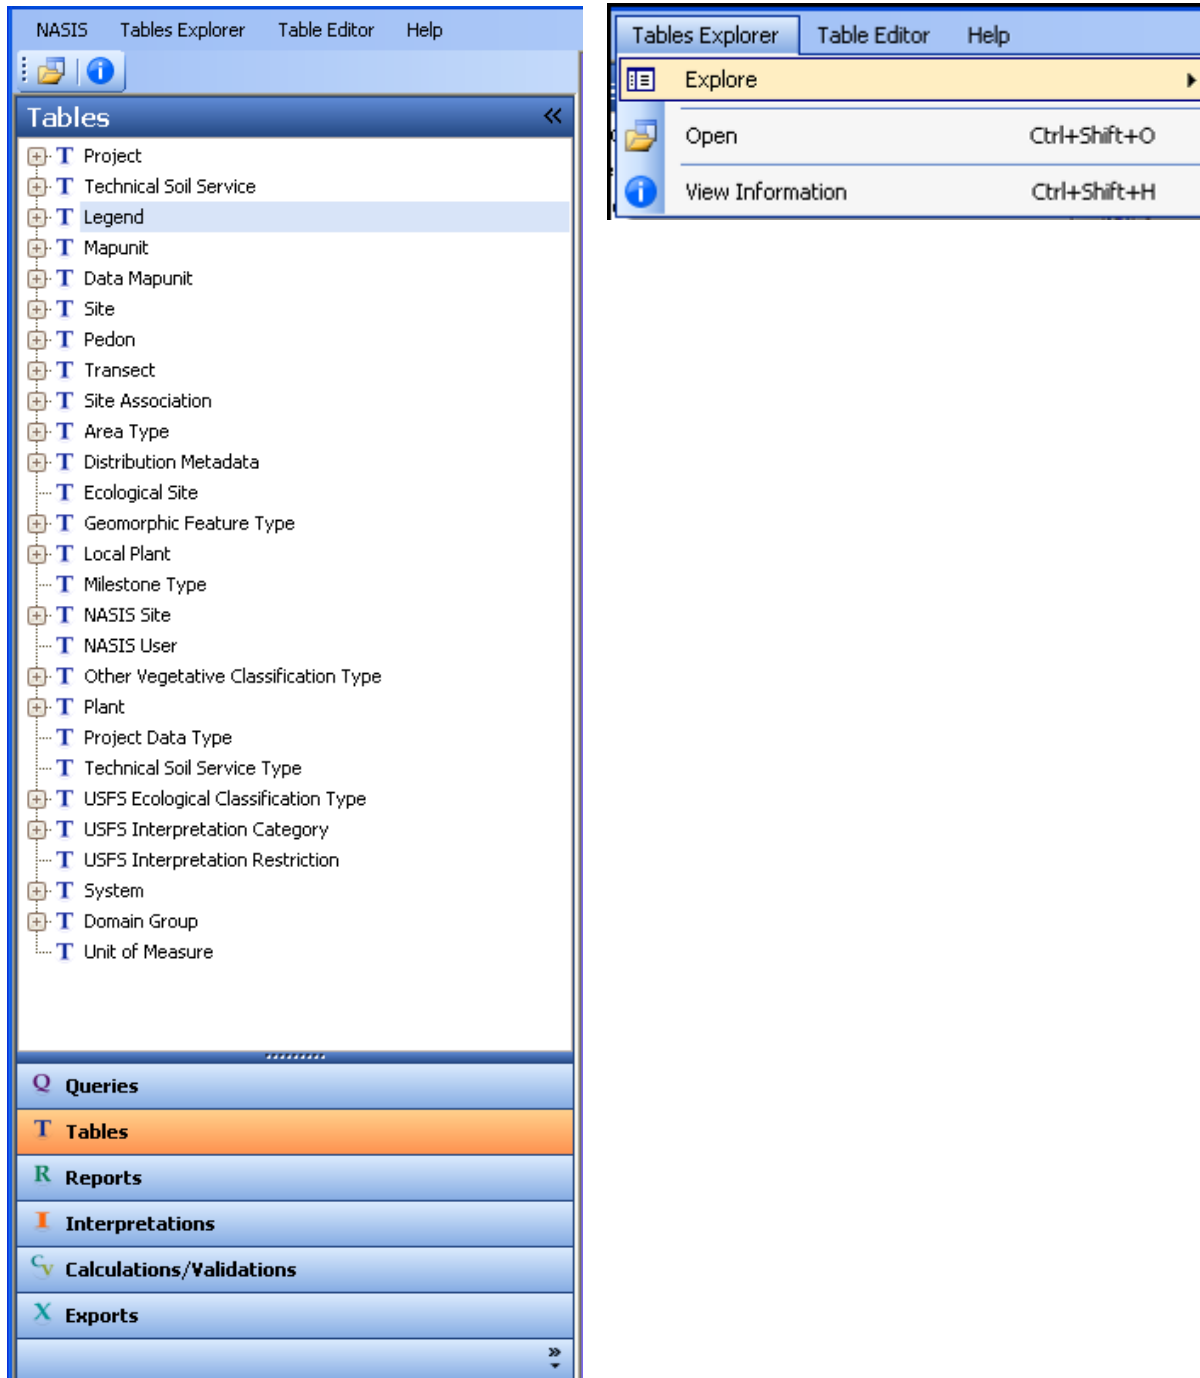 NASIS Tables Explorer Table Editor Help
Tables
T Project
T Technical Soil Service
T Legend
T Mapunit
T Data Mapunit
T Site
T Pedon
T Transect
T Site Association
T Area Type
T Distribution Metadata
T Ecological Site
T Geomorphic Feature Type
T Local Plant
T Milestone Type
T NASIS Site
T NASIS User
T Other Vegetative Classification Type
T Plant
T Project Data Type
T Technical Soil Service Type
T USFS Ecological Classification Type
T USFS Interpretation Category
T USFS Interpretation Restriction
T System
T Domain Group
T Unit of Measure
Q Queries
T Tables
R Reports
I Interpretations
CV Calculations/Validations
X Exports
Tables Explorer Table Editor Help
Explore
Open Ctrl+Shift+O
View Information Ctrl+Shift+H